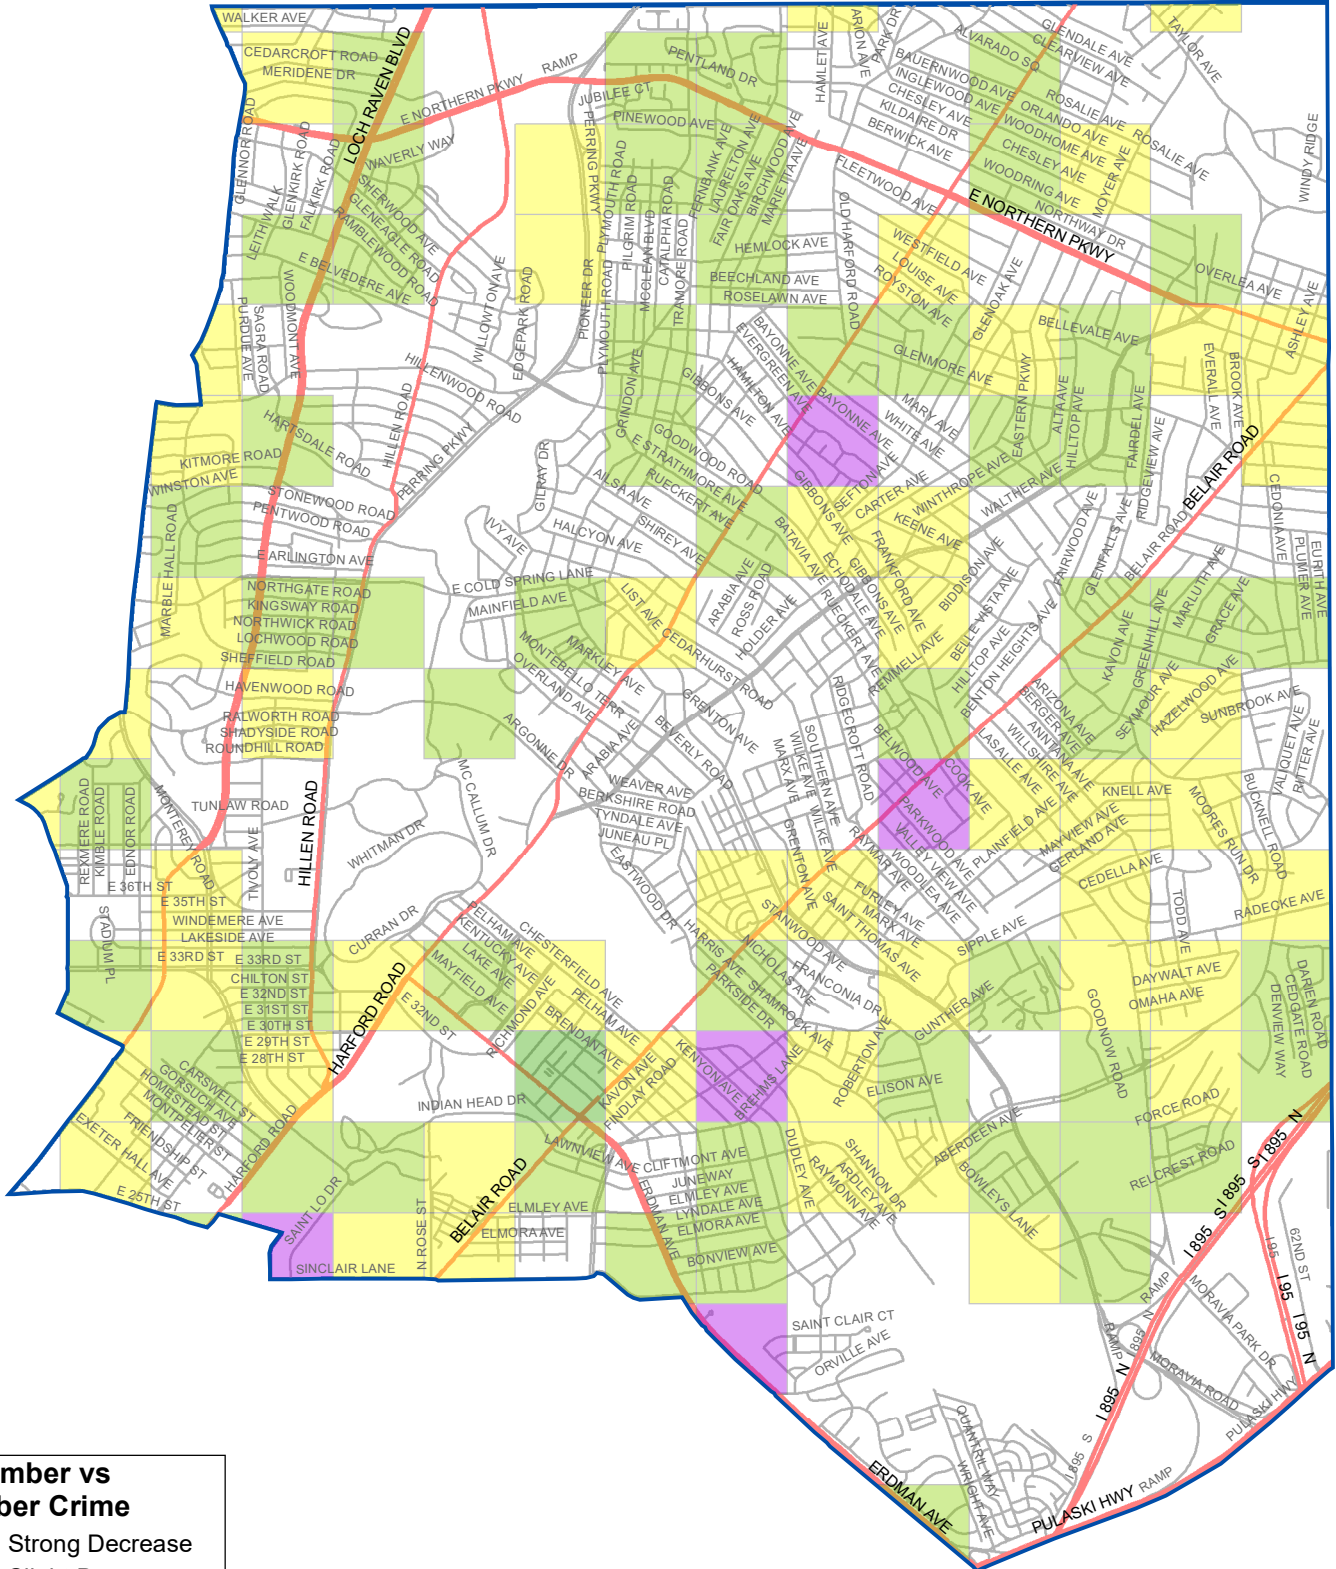 WALKER AVE
CEDARCROFT ROAD
MERIDENE DR
LOCH RAVEN BLVD
E NORTHERN PKWY
RAMP
JUBILEE CT
PENTLAND DR
PINEWOOD AVE
HAMLET AVE
ARION AVE
PARK DR
ALVARADO SQ
GLENDALE AVE
CLEARVIEW AVE
TAYLOR AVE
BAUERNWOOD AVE
INGLEWOOD AVE
CHESLEY AVE
KILDAIRE DR
BERWICK AVE
ROSALIE AVE
ORLANDO AVE
WOODHOME AVE
CHESLEY AVE
WOODRING AVE
MOYER AVE
ROSALIE AVE
NORTHWAY DR
WINDY RIDGE
GLENNOR ROAD
GLENKIRK ROAD
FALKIRK ROAD
LEITHWALK
WAVERLY WAY
SHERWOOD AVE
GLENEAGLE ROAD
RAMBLEWOOD ROAD
E BELVEDERE AVE
PERRING PKWY
PLYMOUTH ROAD
PILGRIM ROAD
MCCLEAN BLVD
CATALPHA ROAD
TRAMORE ROAD
FERNBANK AVE
LAURELTON AVE
FAIR OAKS AVE
BIRCHWOOD AVE
MARIETTA AVE
FLEETWOOD AVE
OLD HARFORD ROAD
E NORTHERN PKWY
HEMLOCK AVE
BEECHLAND AVE
ROSELAWN AVE
WESTFIELD AVE
LOUISE AVE
ROYSTON AVE
GLENOAK AVE
OVERLEA AVE
ASHLEY AVE
PURDUE AVE
SAGRA ROAD
WOODMONT AVE
WILLOWTON AVE
EDGEPARK ROAD
PIONEER DR
PLYMOUTH ROAD
HILLENWOOD ROAD
BAYONNE AVE
EVERGREEN AVE
HAMILTON AVE
GIBBONS AVE
GRINDON AVE
GLENMORE AVE
BELLEVALE AVE
EASTERN PKWY
ALTA AVE
HILLTOP AVE
EVERALL AVE
BROOK AVE
HARTSDALE ROAD
HILLEN ROAD
PERRING PKWY
GOODWOOD ROAD
E STRATHMORE AVE
RUECKERT AVE
BAYONNE AVE
MARY AVE
WHITE AVE
FAIRDEL AVE
RIDGEVIEW AVE
BELAIR ROAD
KITMORE ROAD
WINSTON AVE
STONEWOOD ROAD
PENTWOOD ROAD
MARBLE HALL ROAD
E ARLINGTON AVE
GILRAY DR
AILSA AVE
SHIREY AVE
HALCYON AVE
IVY AVE
GIBBONS AVE
SEFTON AVE
CARTER AVE
WINTHROPE AVE
WALTHER AVE
KEENE AVE
BATAVIA AVE
ECHODALE AVE
FRANKFORD AVE
GIBBONS AVE
BIDDISON AVE
FAIRWOOD AVE
GLENFALLS AVE
BELAIR ROAD
CEDONIA AVE
PLUMER AVE
EURITH AVE
NORTHGATE ROAD
KINGSWAY ROAD
NORTHWICK ROAD
LOCHWOOD ROAD
SHEFFIELD ROAD
E COLD SPRING LANE
MAINFIELD AVE
LIST AVE
CEDARHURST ROAD
ARABIA AVE
ROSS ROAD
HOLDER AVE
RUECKERT AVE
REMMELL AVE
BELLE VISTA AVE
HILLTOP AVE
BENTON HEIGHTS AVE
MARLUTH AVE
GRACE AVE
KAVON AVE
GREENHILL AVE
SEYMOUR AVE
HAZELWOOD AVE
SUNBROOK AVE
VALIQUET AVE
RITTER AVE
HAVENWOOD ROAD
RALWORTH ROAD
SHADYSIDE ROAD
ROUNDHILL ROAD
MONTEBELLO TERR
MARKLEY AVE
OVERLAND AVE
ARGONNE DR
ARABIA AVE
GRENTON AVE
BEVERLY ROAD
RIDGECROFT ROAD
BELWOOD AVE
SOUTHERN AVE
WILKE AVE
MARX AVE
ARIZONA AVE
BERGER AVE
ANNTANA AVE
WILLSHIRE AVE
LASALLE AVE
COOK AVE
PARKWOOD AVE
VALLEY VIEW AVE
WOODLEA AVE
PLAINFIELD AVE
KNELL AVE
MAYVIEW AVE
GERLAND AVE
CEDELLA AVE
MOORES RUN DR
BUCKNELL ROAD
REXMERE ROAD
KIMBLE ROAD
EDNOR ROAD
MONTEREY ROAD
TUNLAW ROAD
TIVOLY AVE
HILLEN ROAD
WHITMAN DR
MC CALLUM DR
WEAVER AVE
BERKSHIRE ROAD
TYNDALE AVE
JUNEAU PL
EASTWOOD DR
GRENTON AVE
WILKE AVE
RAYMAR AVE
FURLEY AVE
MARX AVE
SAINT THOMAS AVE
STANWOOD AVE
SIPPLE AVE
TODD AVE
RADECKE AVE
E 36TH ST
E 35TH ST
WINDEMERE AVE
LAKESIDE AVE
E 33RD ST
E 33RD ST
CHILTON ST
E 32ND ST
E 31ST ST
E 30TH ST
E 29TH ST
E 28TH ST
STADIUM PL
CURRAN DR
HARFORD ROAD
PELHAM AVE
KENTUCKY AVE
LAKE AVE
MAYFIELD AVE
CHESTERFIELD AVE
PELHAM AVE
RICHMOND AVE
BRENDAN AVE
E 32ND ST
HARRIS AVE
PARKSIDE DR
NICHOLAS AVE
SHAMROCK AVE
FRANCONIA DR
GUNTHER AVE
DAYWALT AVE
OMAHA AVE
GOODNOW ROAD
DARIEN ROAD
CEDGATE ROAD
DENVIEW WAY
CARSWELL ST
GORSUCH AVE
HOMESTEAD ST
MONTPELIER ST
FRIENDSHIP ST
EXETER HALL AVE
E 25TH ST
HARFORD ROAD
INDIAN HEAD DR
KAVON AVE
FINDLAY ROAD
KENYON AVE
BREHMS LANE
ROBERTON AVE
ELISON AVE
ABERDEEN AVE
FORCE ROAD
RELCREST ROAD
SAINT LO DR
SINCLAIR LANE
N ROSE ST
BELAIR ROAD
LAWNVIEW AVE
CLIFTMONT AVE
JUNEWAY
ELMLEY AVE
LYNDALE AVE
ELMORA AVE
BONVIEW AVE
ELMLEY AVE
ELMORA AVE
ERDMAN AVE
DUDLEY AVE
RAYMONN AVE
ARDLEY AVE
SHANNON DR
BOWLEYS LANE
I 895 N
S I 895
I 895 S
62ND ST
I 95
I 95
I 95 N
SAINT CLAIR CT
ORVILLE AVE
RAMP
RAMP
I 895 N
I 895 N
I 895 S
MORAVIA PARK DR
MORAVIA ROAD
PULASKI HWY
QUANTRIL WAY
WRIGHT AVE
ERDMAN AVE
PULASKI HWY
RAMP
mber vs
ber Crime
Strong Decrease